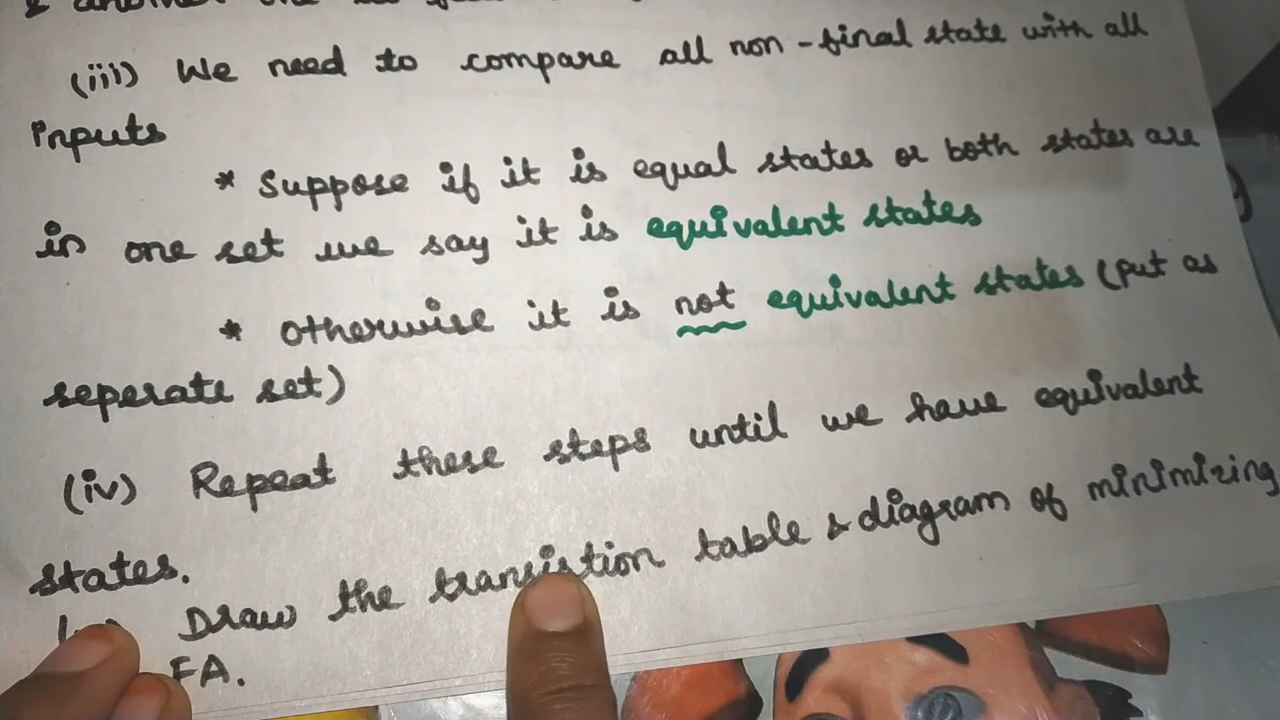 (iii) We need to compare all non-final state with all
inputs
* Suppose if it is equal states or both states are
in one set we say it is equivalent states
* Otherwise it is not equivalent states (put as
seperate set)
(iv) Repeat these steps until we have equivalent
states.
Draw the transistion table & diagram of minimizing
FA.